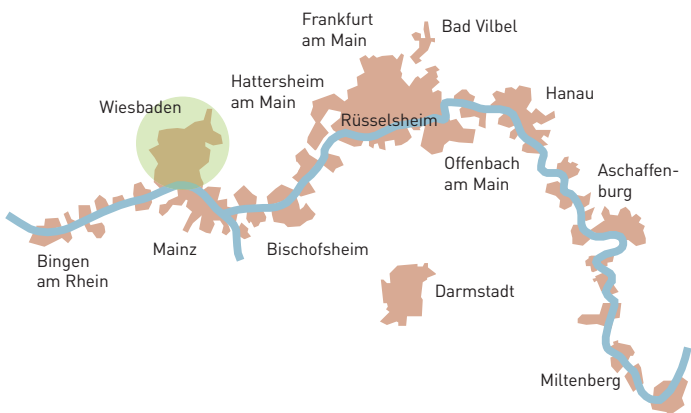 Frankfurt
am Main
Bad Vilbel
Hattersheim
am Main
Wiesbaden
Hanau
Rüsselsheim
Offenbach
am Main
Aschaffen-
burg
Mainz
Bischofsheim
Bingen
am Rhein
Darmstadt
Miltenberg